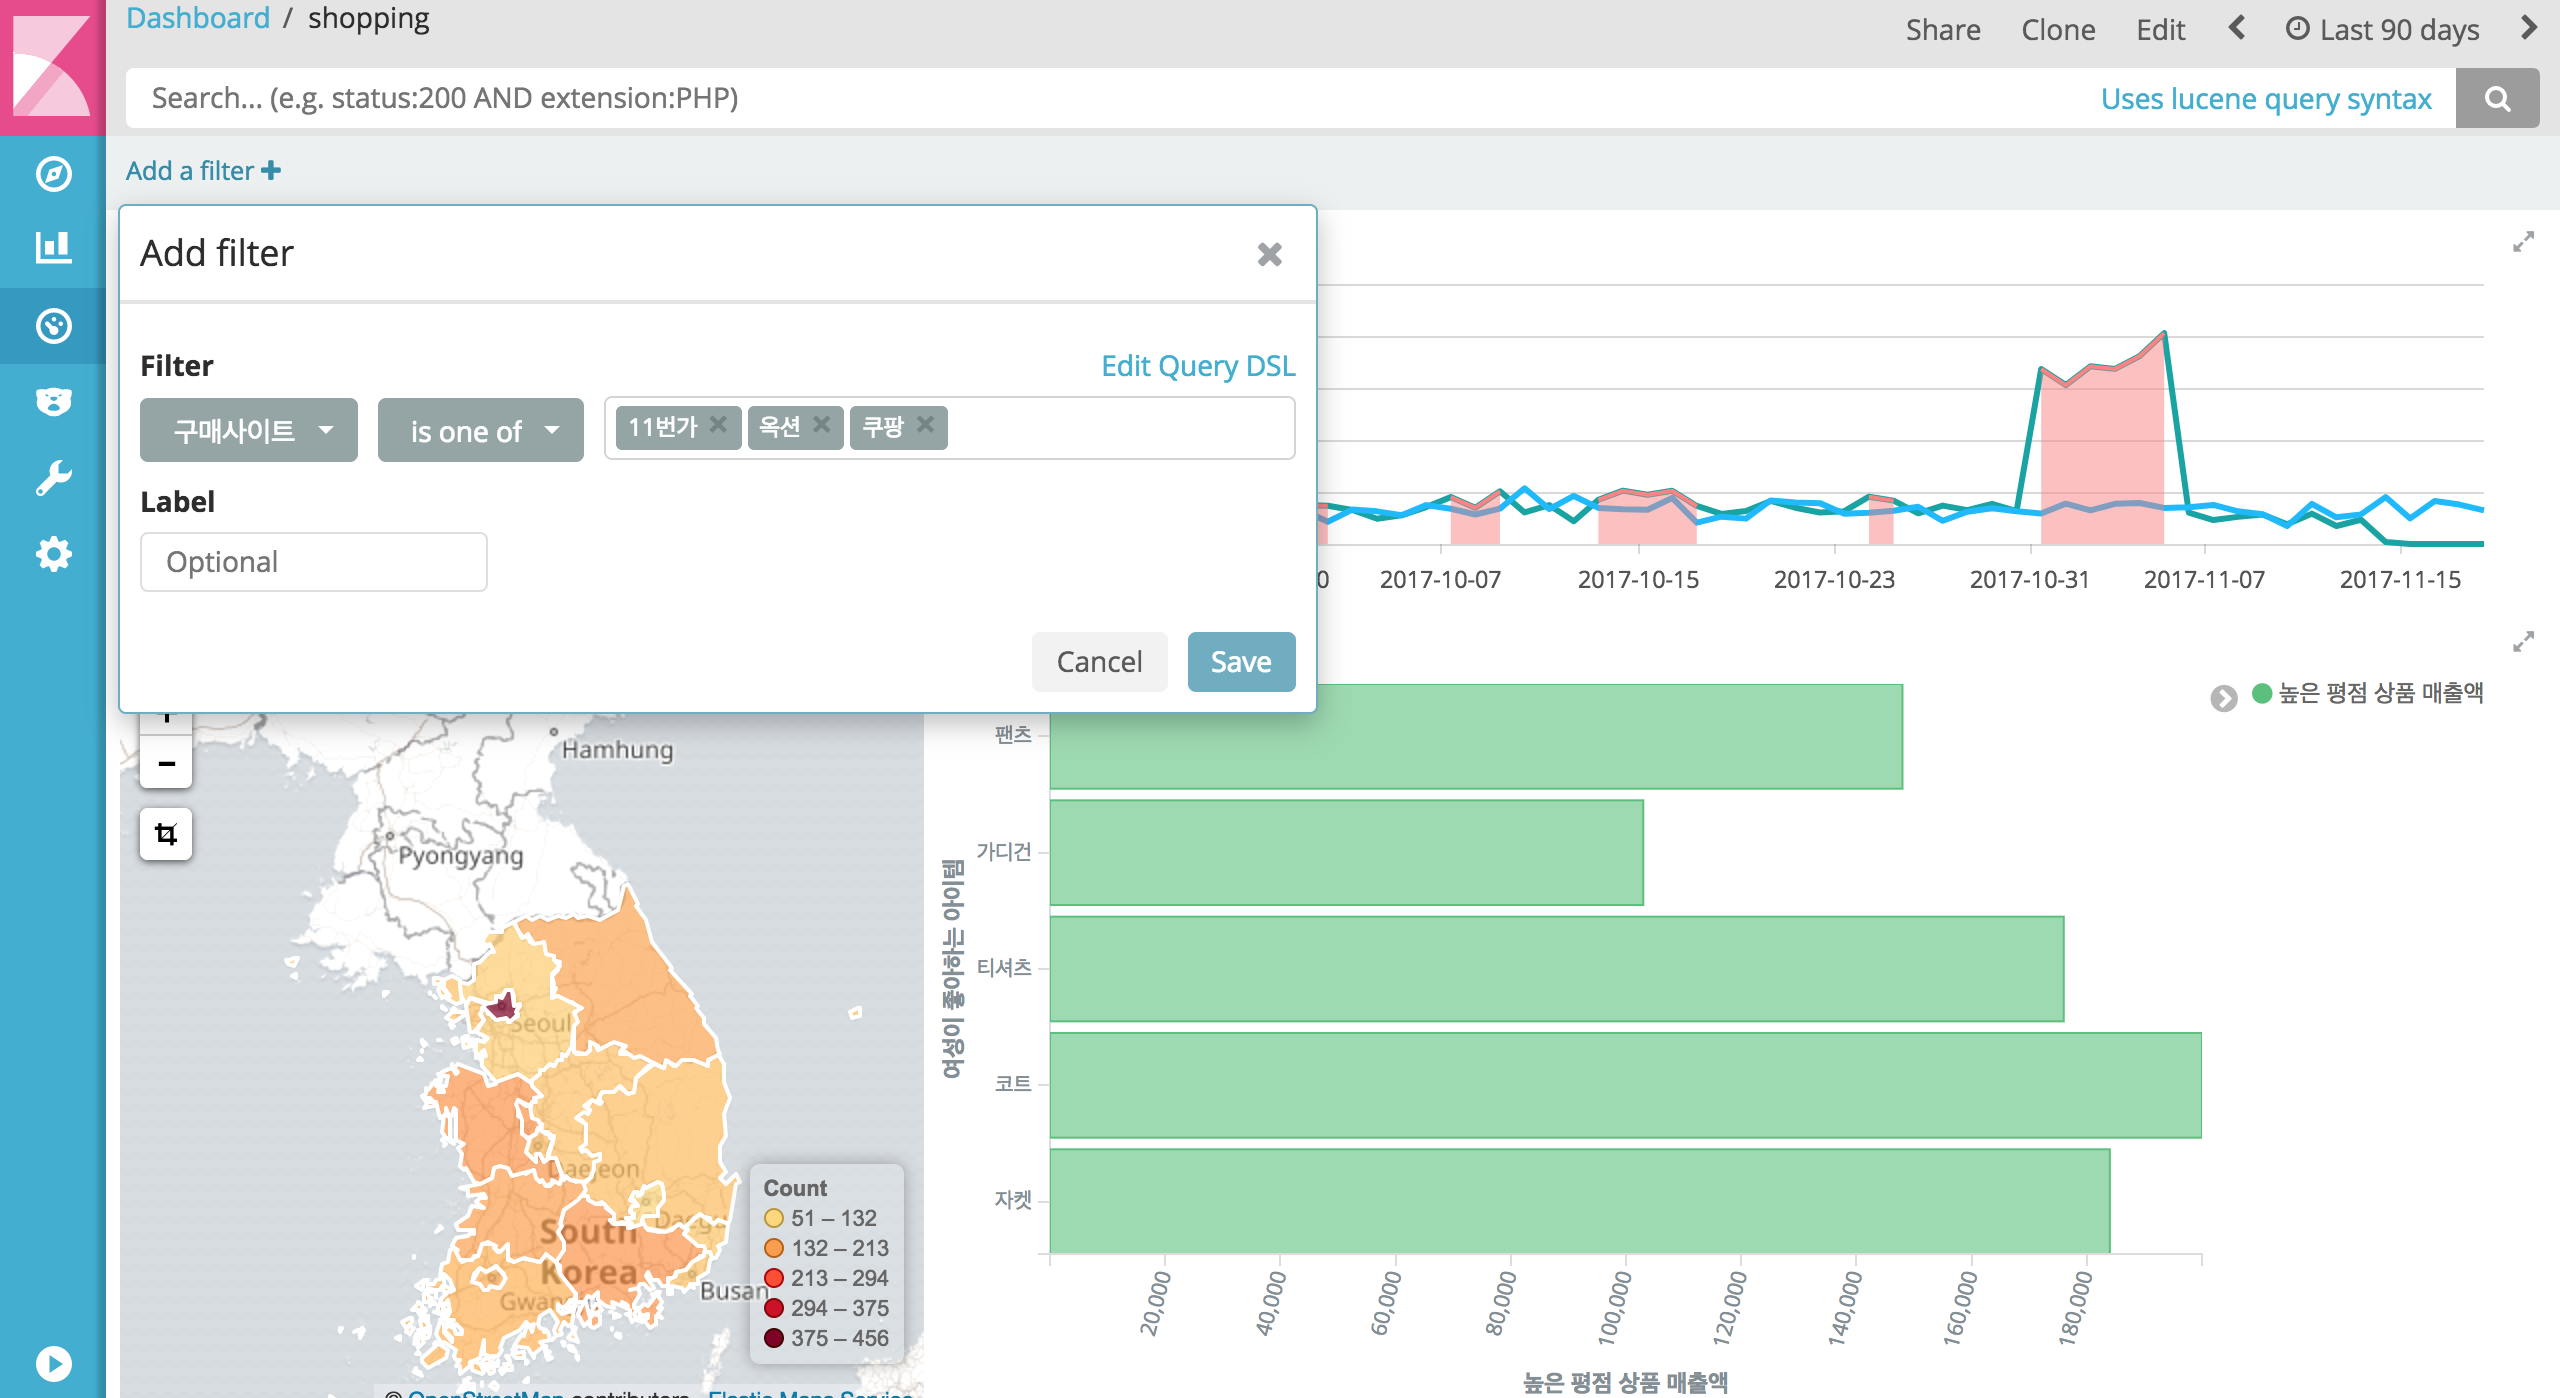 Dashboard / shopping
Share Clone Edit Last 90 days
Search... (e.g. status:200 AND extension:PHP)
Uses lucene query syntax
Add a filter
Add filter
Filter
Edit Query DSL
구매사이트
is one of
11번가 옥션 쿠팡
Label
Optional
Cancel Save
0 2017-10-07 2017-10-15 2017-10-23 2017-10-31 2017-11-07 2017-11-15
Hamhung
Pyongyang
Seoul
Daejeon
Daegu
South
Korea
Busan
Count
51 – 132
132 – 213
213 – 294
294 – 375
375 – 456
© OpenStreetMap contributors , Elastic Maps Service
높은 평점 상품 매출액
여성이 좋아하는 아이템
팬츠
가디건
티셔츠
코트
자켓
20,000 40,000 60,000 80,000 100,000 120,000 140,000 160,000 180,000
높은 평점 상품 매출액